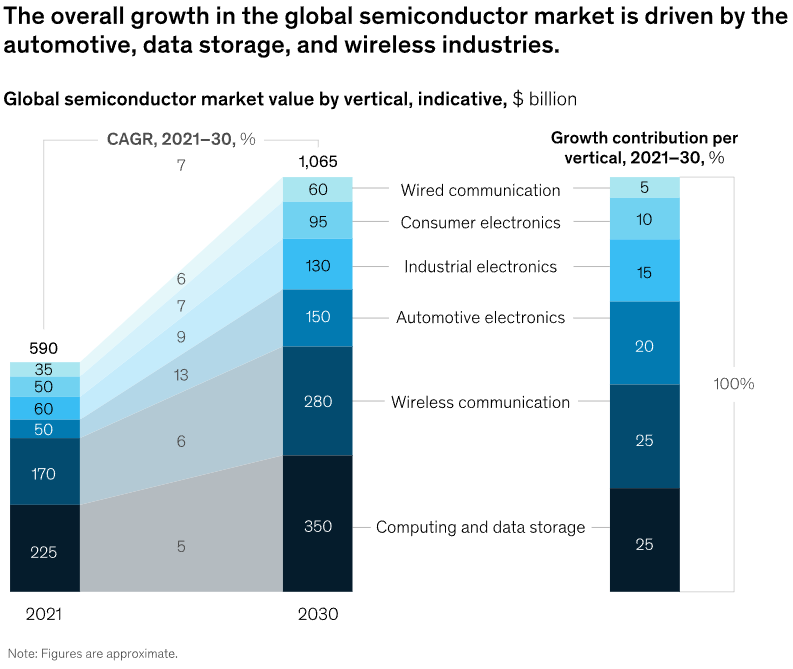 The overall growth in the global semiconductor market is driven by the
automotive, data storage, and wireless industries.
Global semiconductor market value by vertical, indicative, $ billion
CAGR, 2021–30, %
7
590
35
50
60
50
170
225
2021
6
7
9
13
6
5
1,065
60
95
130
150
280
350
2030
Wired communication
Consumer electronics
Industrial electronics
Automotive electronics
Wireless communication
Computing and data storage
Growth contribution per
vertical, 2021–30, %
5
10
15
20
25
25
100%
Note: Figures are approximate.